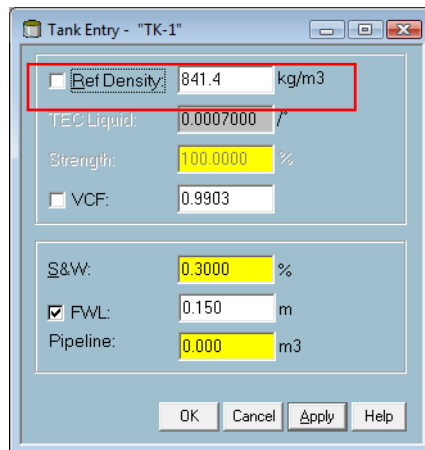 Tank Entry - "TK-1"
Ref Density: 841.4 kg/m3
TEC Liquid: 0.0007000 /°
Strength: 100.0000 %
VCF: 0.9903
S&W: 0.3000 %
FWL: 0.150 m
Pipeline: 0.000 m3
OK Cancel Apply Help